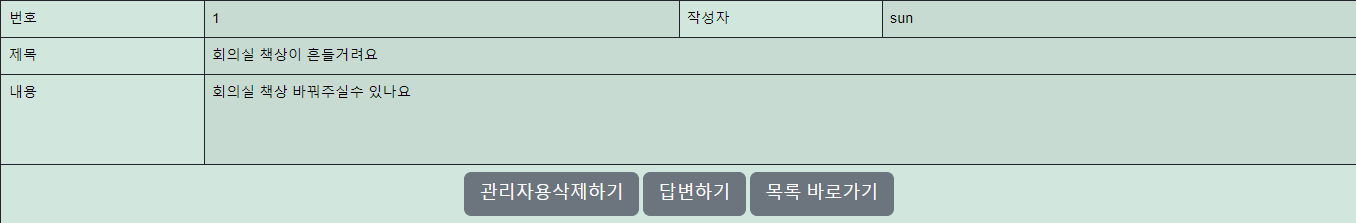 번호 1 작성자 sun
제목 회의실 책상이 흔들거려요
내용 회의실 책상 바꿔주실수 있나요
관리자용삭제하기 답변하기 목록 바로가기